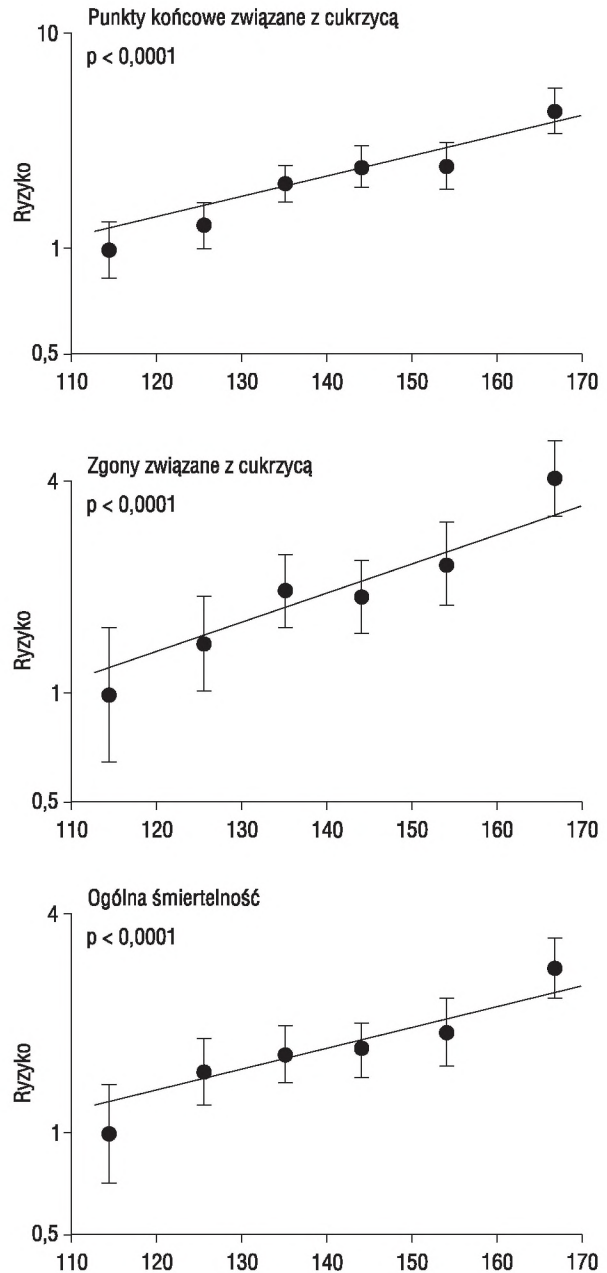 Punkty końcowe związane z cukrzycą
p < 0,0001
10
1
0,5
Ryzyko
110 120 130 140 150 160 170
Zgony związane z cukrzycą
p < 0,0001
4
1
0,5
Ryzyko
110 120 130 140 150 160 170
Ogólna śmiertelność
p < 0,0001
4
1
0,5
Ryzyko
110 120 130 140 150 160 170